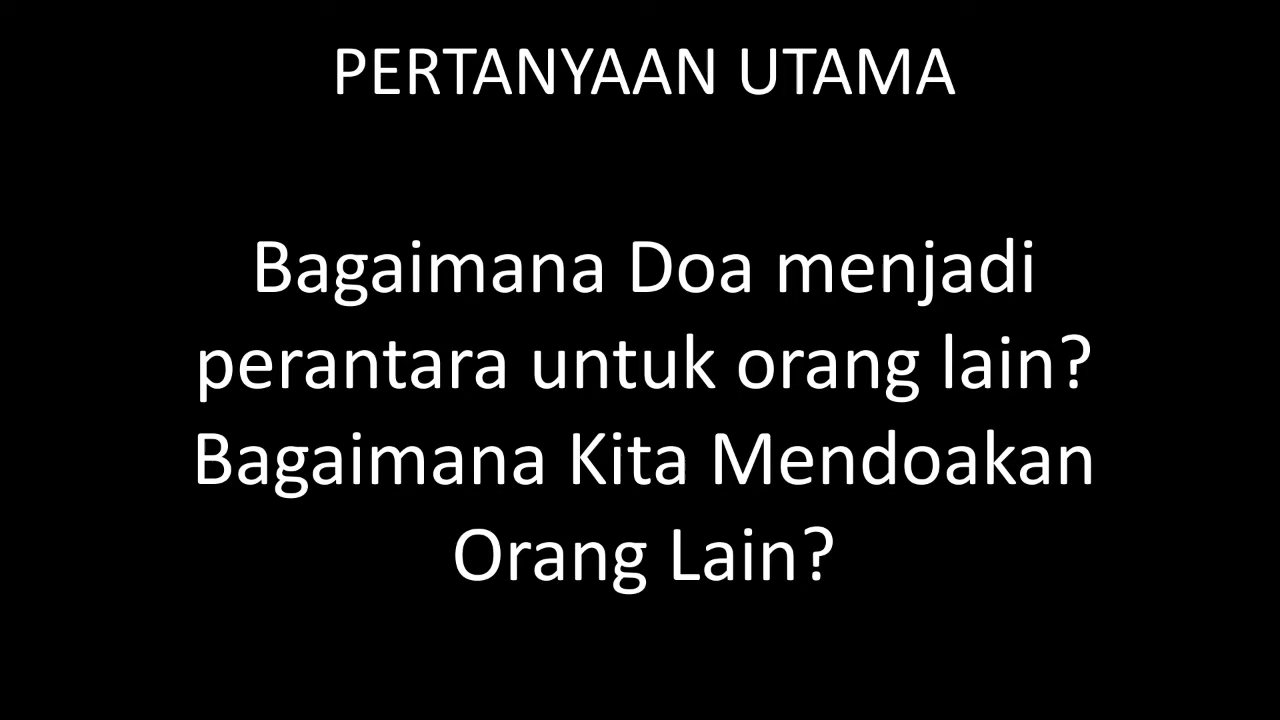 PERTANYAAN UTAMA
Bagaimana Doa menjadi
perantara untuk orang lain?
Bagaimana Kita Mendoakan
Orang Lain?